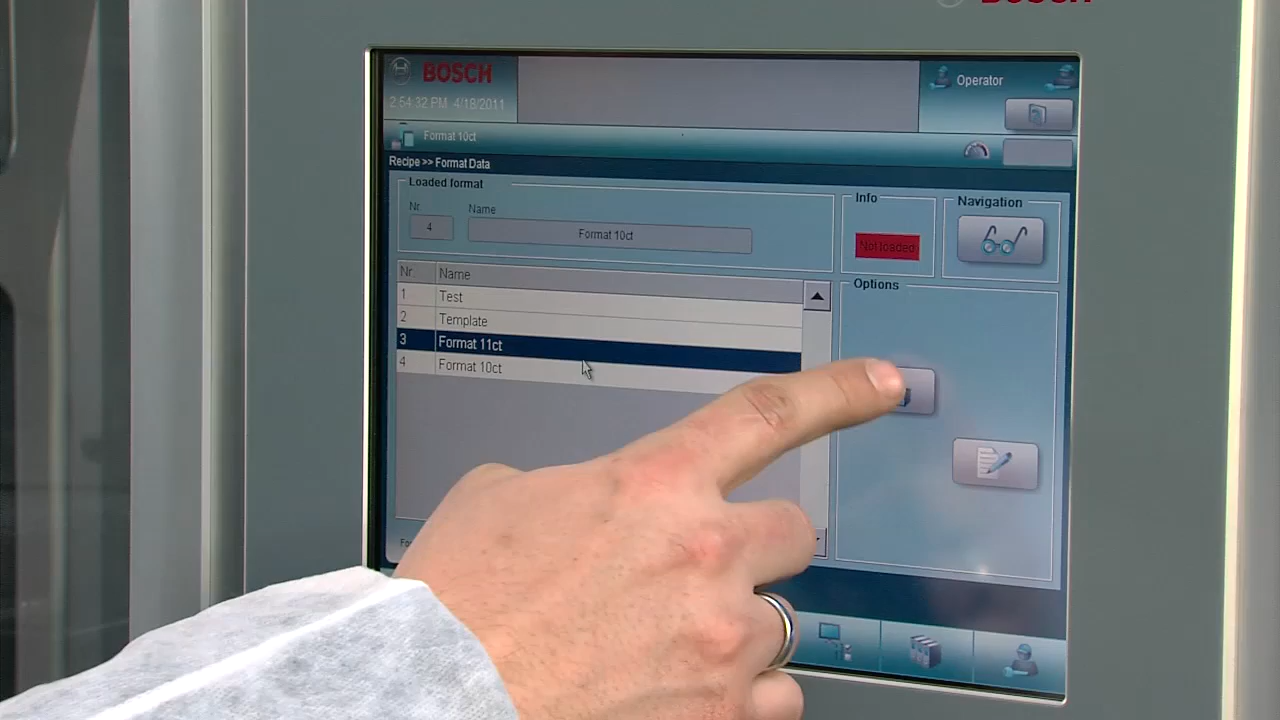 BOSCH
BOSCH
2:54:32 PM 4/18/2011
Operator
Format 10ct
Recipe >> Format Data
Loaded format
Nr.
Name
4
Format 10ct
Info
Not loaded
Navigation
Nr.
Name
1
Test
2
Template
3
Format 11ct
4
Format 10ct
Options